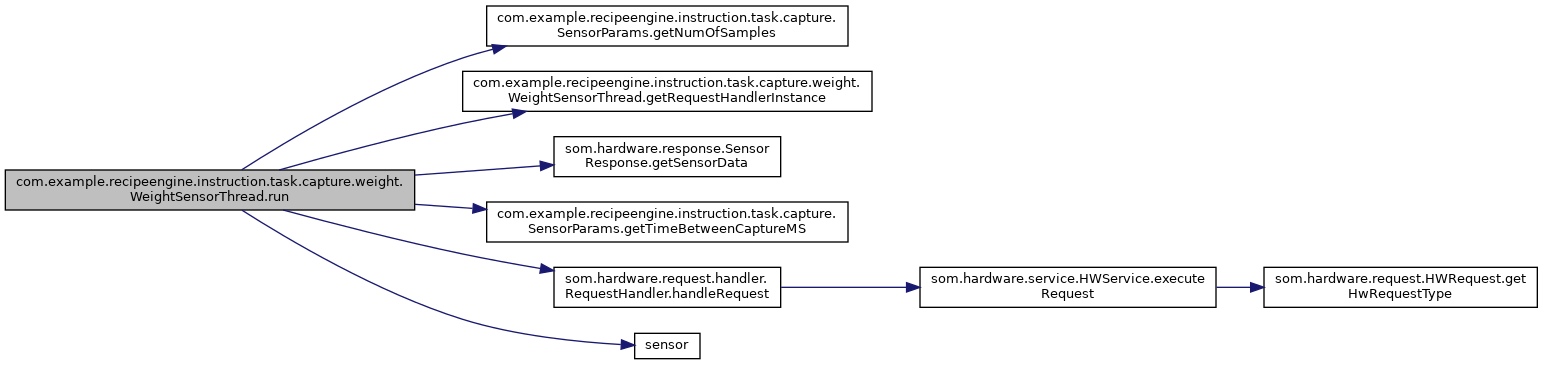 com.example.recipeengine.instruction.task.capture.
SensorParams.getNumOfSamples
com.example.recipeengine.instruction.task.capture.weight.
WeightSensorThread.getRequestHandlerInstance
som.hardware.response.Sensor
Response.getSensorData
com.example.recipeengine.instruction.task.capture.weight.
WeightSensorThread.run
com.example.recipeengine.instruction.task.capture.
SensorParams.getTimeBetweenCaptureMS
som.hardware.request.handler.
RequestHandler.handleRequest
som.hardware.service.HWService.execute
Request
som.hardware.request.HWRequest.get
HwRequestType
sensor